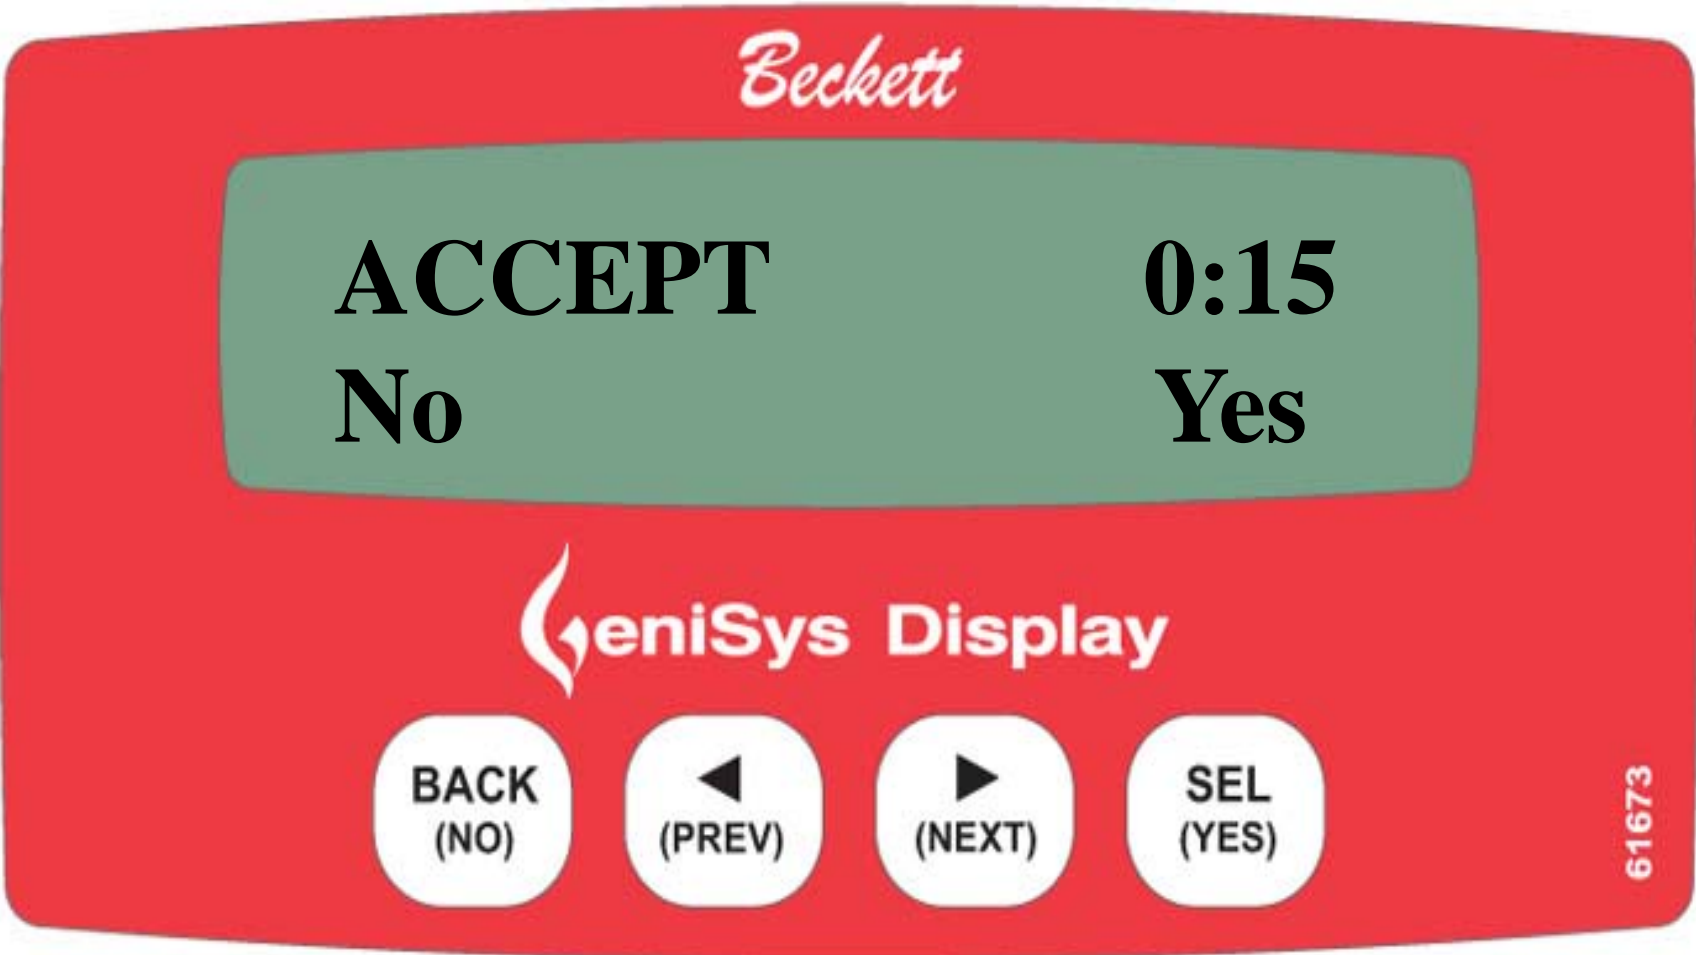 Beckett
ACCEPT 0:15
No Yes
GeniSys Display
BACK (NO)
◀ (PREV)
▶ (NEXT)
SEL (YES)
61673